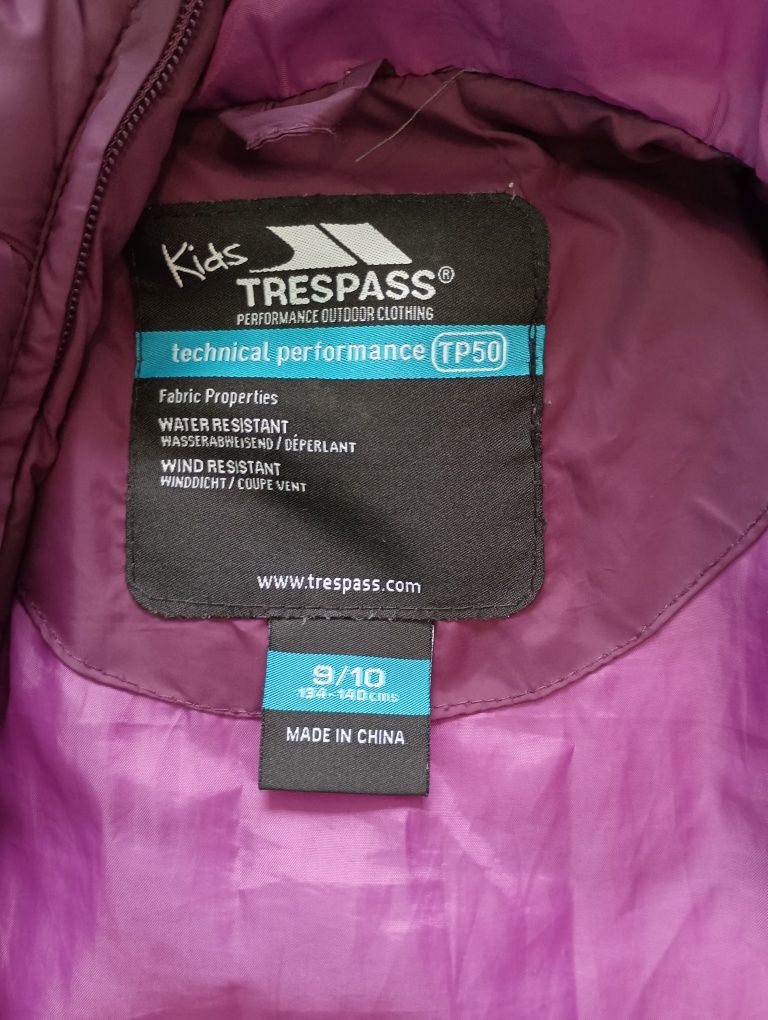 Kids
TRESPASS®
PERFORMANCE OUTDOOR CLOTHING
technical performance TP50
Fabric Properties
WATER RESISTANT
WASSERABWEISEND / DÉPERLANT
WIND RESISTANT
WINDDICHT / COUPE VENT
www.trespass.com
9/10
134-140cms
MADE IN CHINA